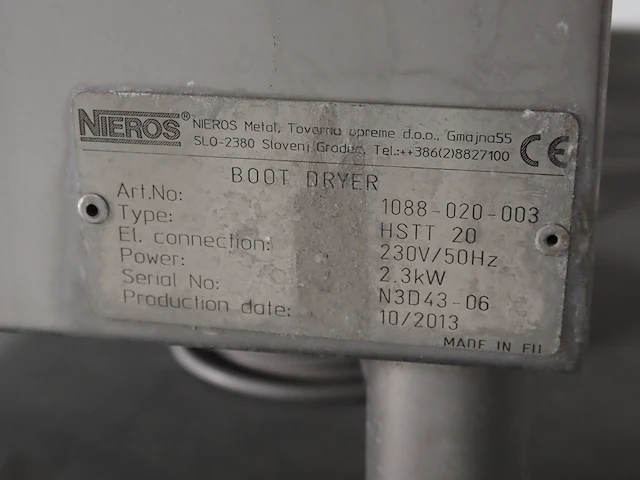 NIEROS® NIEROS Metal, Tovarna opreme d.o.o., Gmajna55
SLO-2380 Slovenj Gradec, Tel.:++386(2)8827100 CE
BOOT DRYER
Art.No: 1088-020-003
Type: HSTT 20
El. connection: 230V/50Hz
Power: 2.3kW
Serial No: N3D43-06
Production date: 10/2013
MADE IN EU